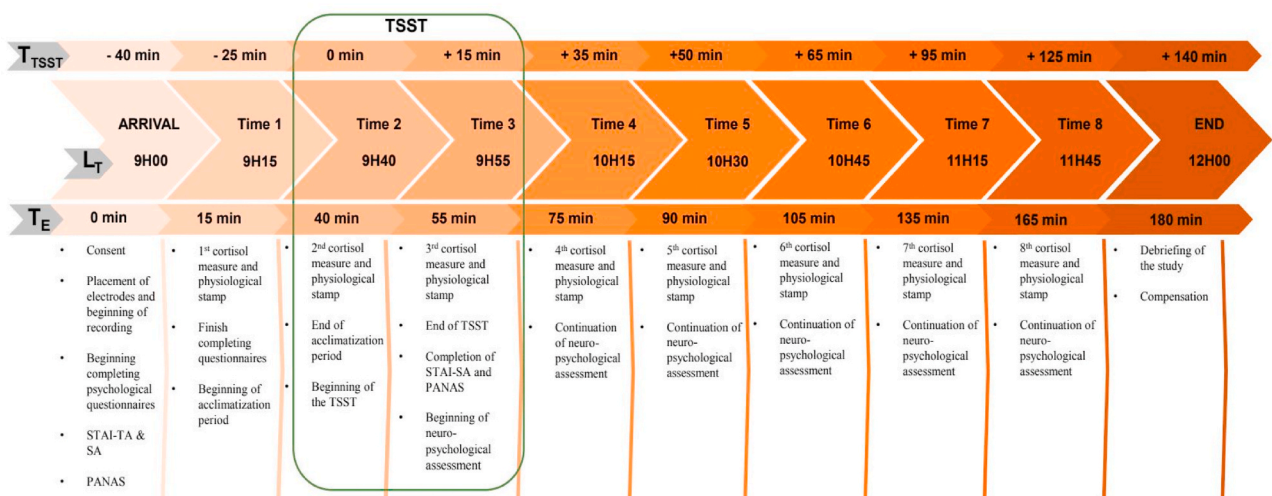 TSST
T_TSST - 40 min - 25 min 0 min + 15 min + 35 min +50 min + 65 min + 95 min + 125 min + 140 min
ARRIVAL Time 1 Time 2 Time 3 Time 4 Time 5 Time 6 Time 7 Time 8 END
L_T 9H00 9H15 9H40 9H55 10H15 10H30 10H45 11H15 11H45 12H00
T_E 0 min 15 min 40 min 55 min 75 min 90 min 105 min 135 min 165 min 180 min
• Consent
• Placement of
electrodes and
beginning of
recording
• Beginning
completing
psychological
questionnaires
• STAI-TA &
SA
• PANAS
• 1st cortisol
measure and
physiological
stamp
• Finish
completing
questionnaires
• Beginning of
acclimatization
period
• 2nd cortisol
measure and
physiological
stamp
• End of
acclimatization
period
• Beginning of
the TSST
• 3rd cortisol
measure and
physiological
stamp
• End of TSST
• Completion of
STAI-SA and
PANAS
• Beginning of
neuro-
psychological
assessment
• 4th cortisol
measure and
physiological
stamp
• Continuation
of neuro-
psychological
assessment
• 5th cortisol
measure and
physiological
stamp
• Continuation of
neuro-
psychological
assessment
• 6th cortisol
measure and
physiological
stamp
• Continuation of
neuro-
psychological
assessment
• 7th cortisol
measure and
physiological
stamp
• Continuation of
neuro-
psychological
assessment
• 8th cortisol
measure and
physiological
stamp
• Continuation of
neuro-
psychological
assessment
• Debriefing of
the study
• Compensation